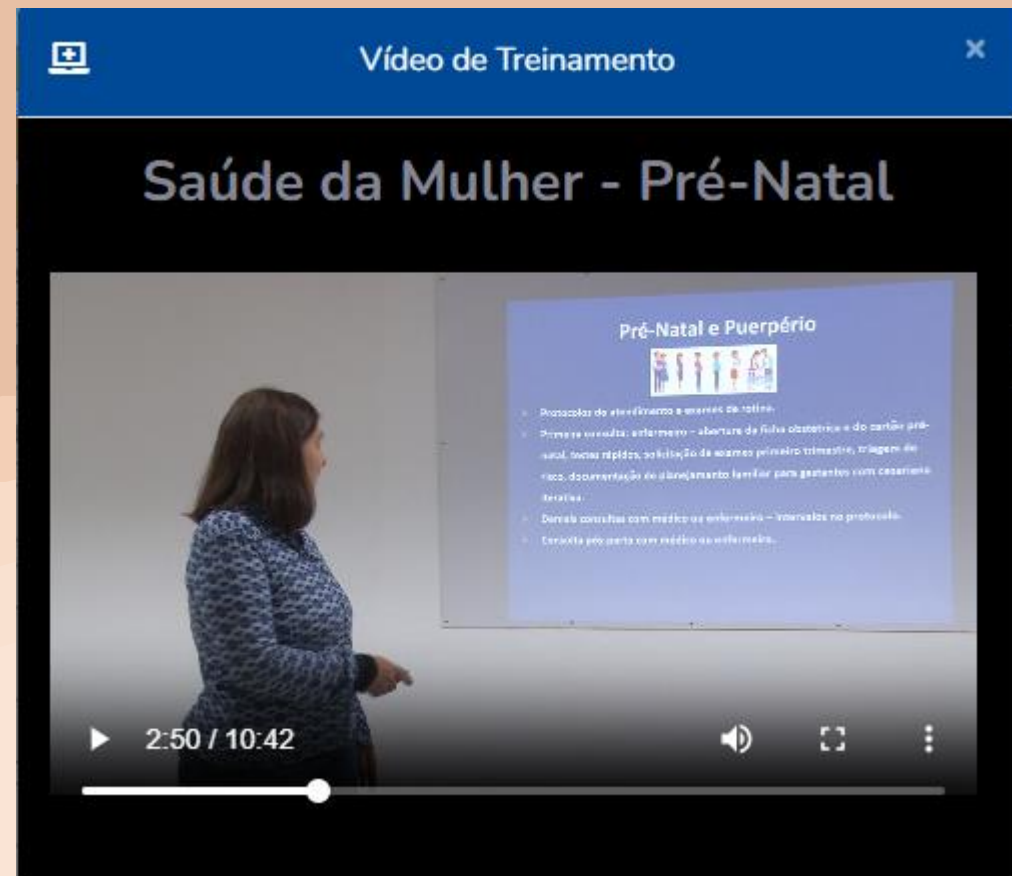 Vídeo de Treinamento
×
Saúde da Mulher - Pré-Natal
Pré-Natal e Puerpério
Protocolos de atendimento e exames de rotina.
Primeira consulta: enfermeiro – abertura da ficha obstétrica e do cartão pré-
natal, testes rápidos, solicitação de exames primeiro trimestre, triagem de
risco, documentação de planejamento familiar para gestantes com cesariana
iterativa.
Demais consultas com médico ou enfermeiro – intervalos no protocolo.
Consulta pós parto com médico ou enfermeiro.
2:50 / 10:42